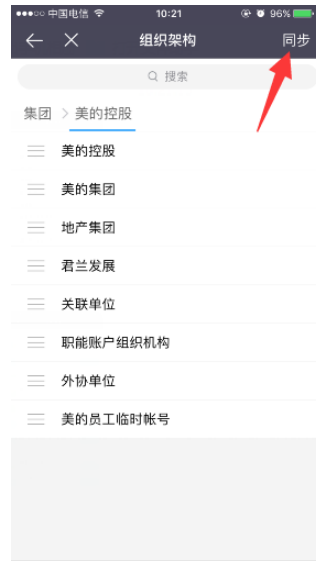 中国电信 10:21 96%
组织架构 同步
搜索
集团 > 美的控股
美的控股
美的集团
地产集团
君兰发展
关联单位
职能账户组织机构
外协单位
美的员工临时帐号